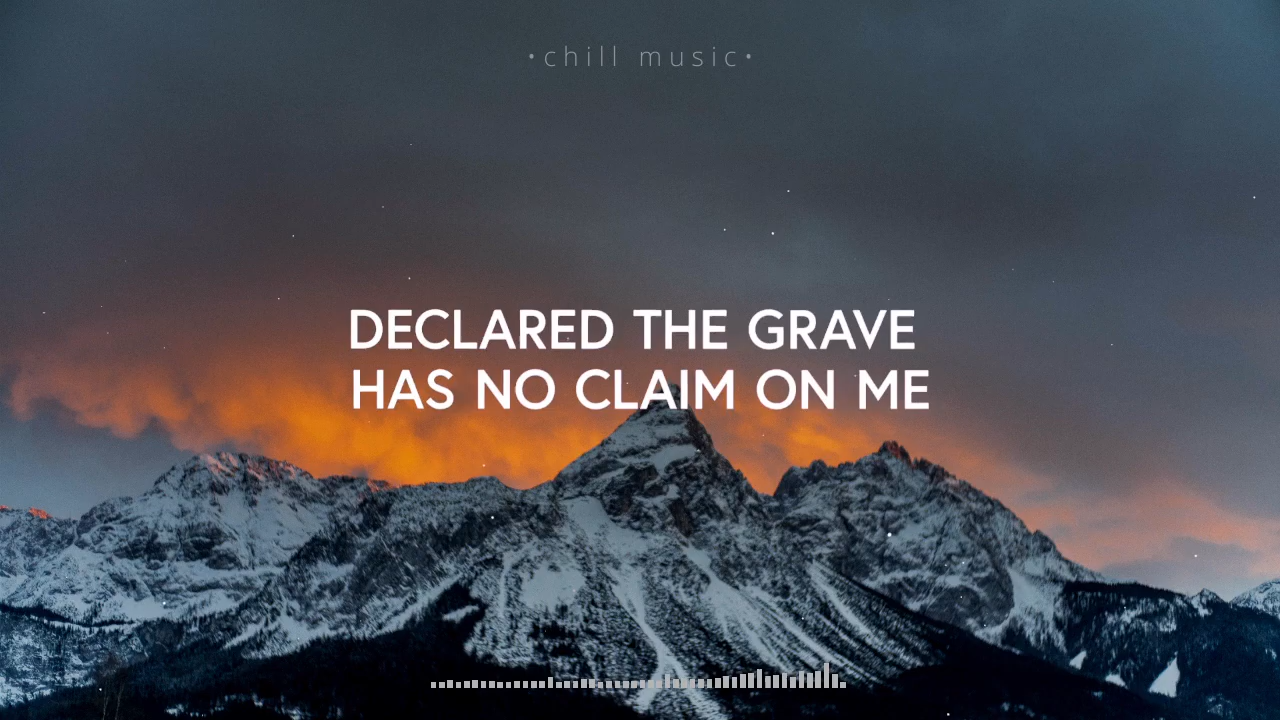 •chill music•
DECLARED THE GRAVE
HAS NO CLAIM ON ME